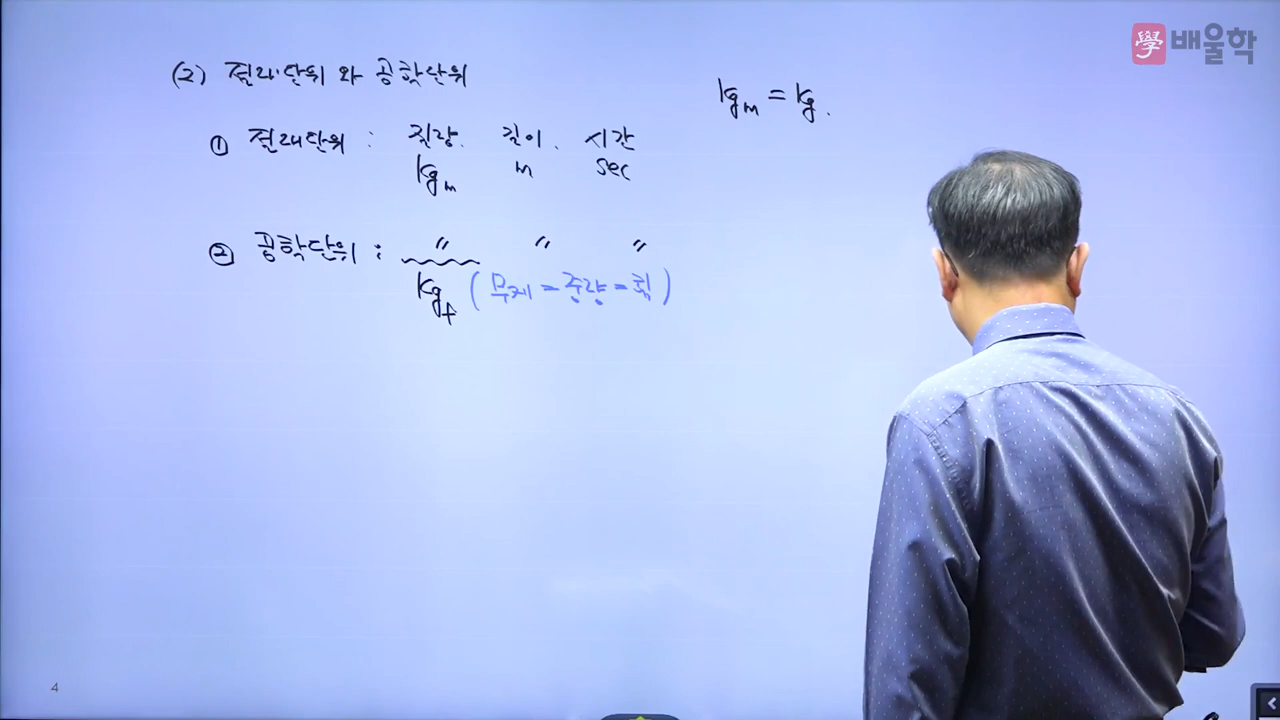 學 배울학
(2) 절대단위 와 공학단위
kgm = kg.
① 절대단위 : 질량. 길이. 시간
kgm m sec
② 공학단위 : 〃 〃 〃
kgf (무게 = 중량 = 힘)
4